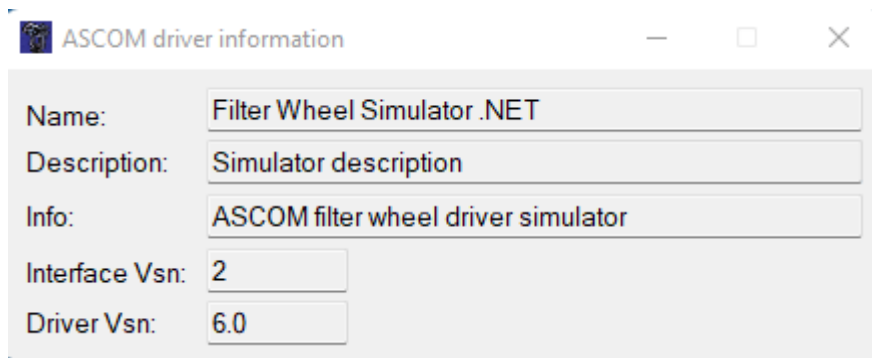 ASCOM driver information
Name: Filter Wheel Simulator .NET
Description: Simulator description
Info: ASCOM filter wheel driver simulator
Interface Vsn: 2
Driver Vsn: 6.0